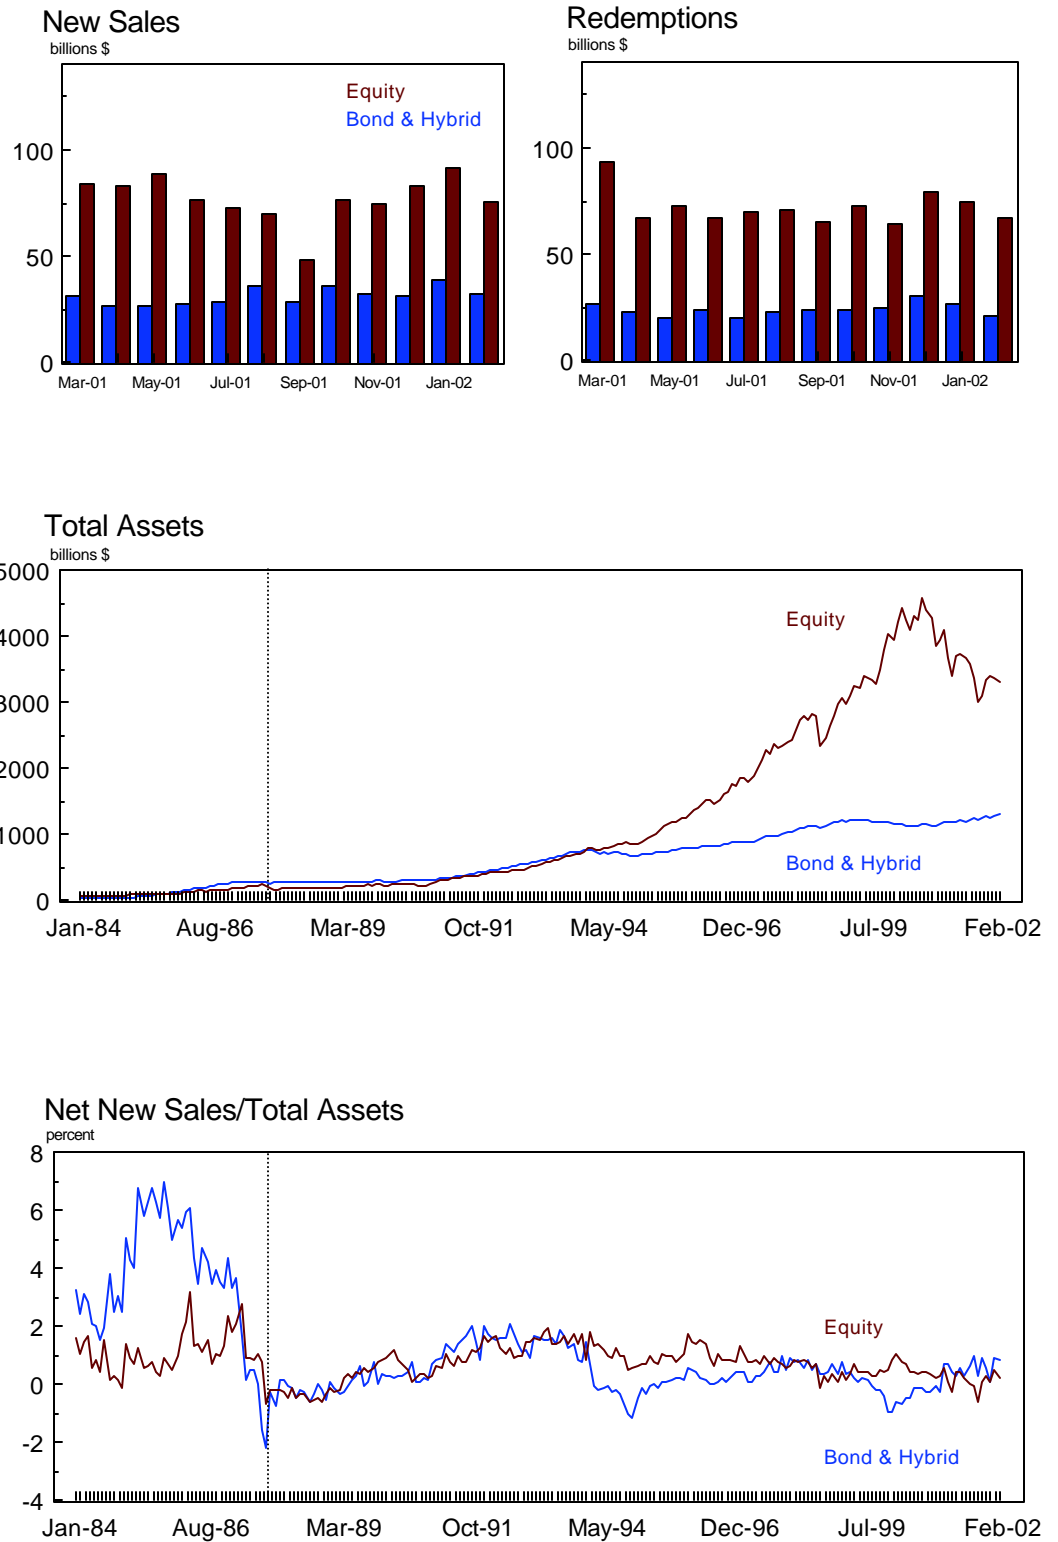 New Sales
billions $
Equity
Bond & Hybrid
100
50
0
Mar-01 May-01 Jul-01 Sep-01 Nov-01 Jan-02
Redemptions
billions $
100
50
0
Mar-01 May-01 Jul-01 Sep-01 Nov-01 Jan-02
Total Assets
billions $
5000
4000
3000
2000
1000
0
Equity
Bond & Hybrid
Jan-84 Aug-86 Mar-89 Oct-91 May-94 Dec-96 Jul-99 Feb-02
Net New Sales/Total Assets
percent
8
6
4
2
0
-2
-4
Equity
Bond & Hybrid
Jan-84 Aug-86 Mar-89 Oct-91 May-94 Dec-96 Jul-99 Feb-02